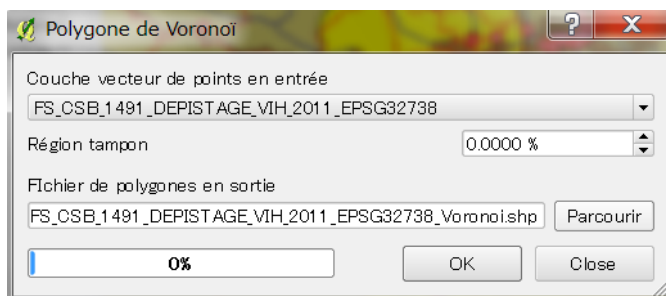 Polygone de Voronoï
? X
Couche vecteur de points en entrée
FS_CSB_1491_DEPISTAGE_VIH_2011_EPSG32738
Région tampon 0.0000 %
FIchier de polygones en sortie
FS_CSB_1491_DEPISTAGE_VIH_2011_EPSG32738_Voronoi.shp Parcourir
0% OK Close